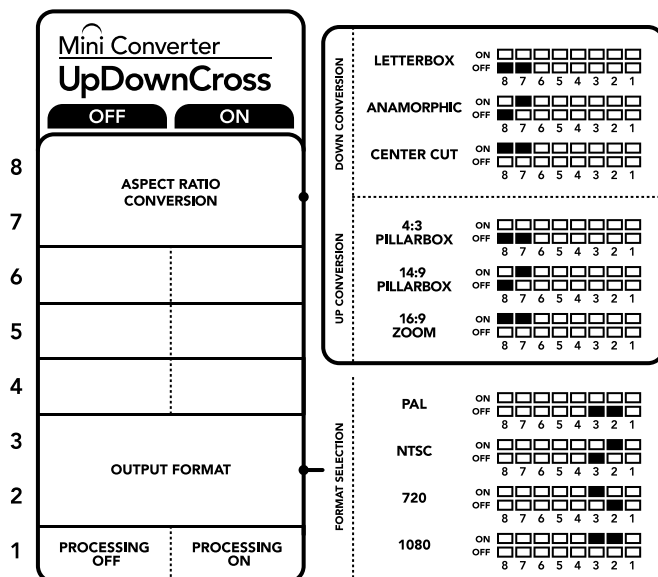 Mini Converter
UpDownCross
OFF ON
8
7
ASPECT RATIO
CONVERSION
6
5
4
3
2
OUTPUT FORMAT
1
PROCESSING
OFF
PROCESSING
ON
DOWN CONVERSION
LETTERBOX
ON
OFF
8 7 6 5 4 3 2 1
ANAMORPHIC
ON
OFF
8 7 6 5 4 3 2 1
CENTER CUT
ON
OFF
8 7 6 5 4 3 2 1
UP CONVERSION
4:3
PILLARBOX
ON
OFF
8 7 6 5 4 3 2 1
14:9
PILLARBOX
ON
OFF
8 7 6 5 4 3 2 1
16:9
ZOOM
ON
OFF
8 7 6 5 4 3 2 1
FORMAT SELECTION
PAL
ON
OFF
8 7 6 5 4 3 2 1
NTSC
ON
OFF
8 7 6 5 4 3 2 1
720
ON
OFF
8 7 6 5 4 3 2 1
1080
ON
OFF
8 7 6 5 4 3 2 1